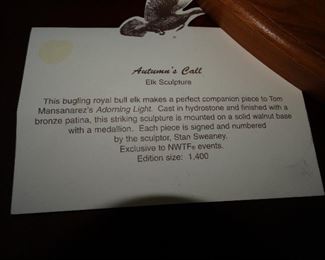 Autumn's Call
Elk Sculpture
This bugling royal bull elk makes a perfect companion piece to Tom
Mansanarez's Adorning Light. Cast in hydrostone and finished with a
bronze patina, this striking sculpture is mounted on a solid walnut base
with a medallion. Each piece is signed and numbered
by the sculptor, Stan Sweaney.
Exclusive to NWTF® events.
Edition size: 1,400